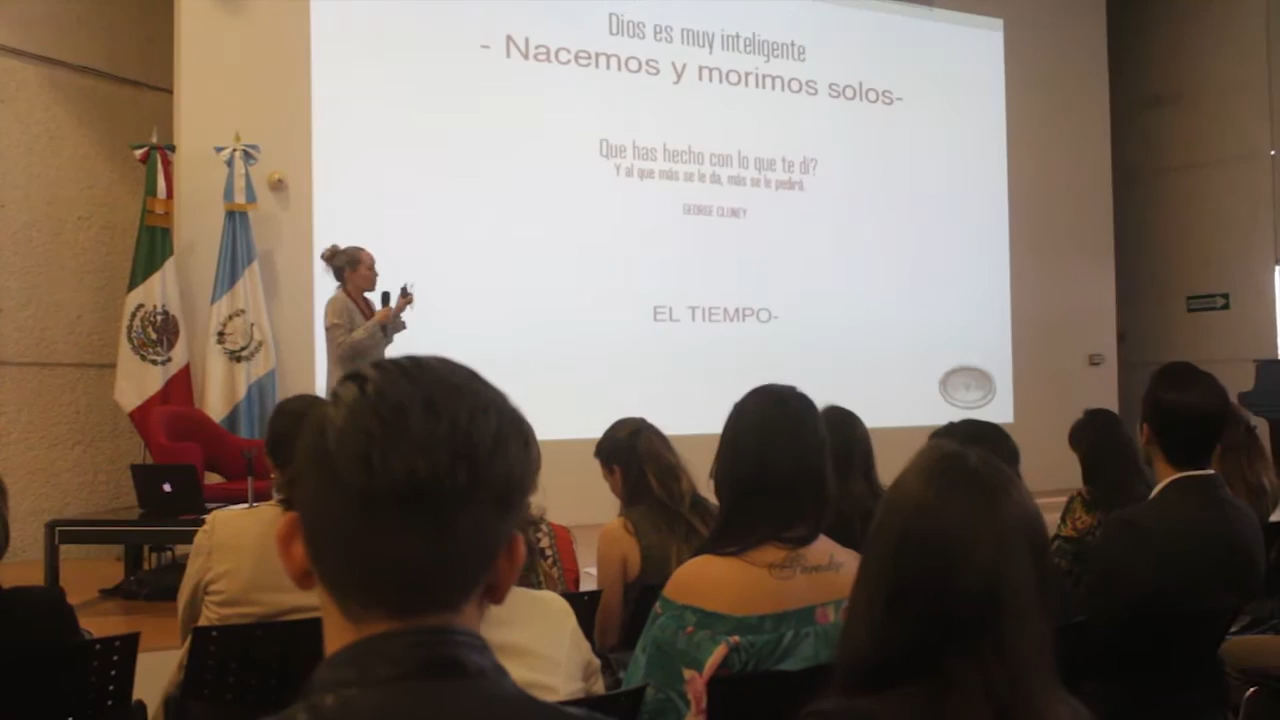 Dios es muy inteligente
- Nacemos y morimos solos-
Que has hecho con lo que te di?
Y al que más se le da, más se le pedirá.
GEORGE CLUNEY
EL TIEMPO-